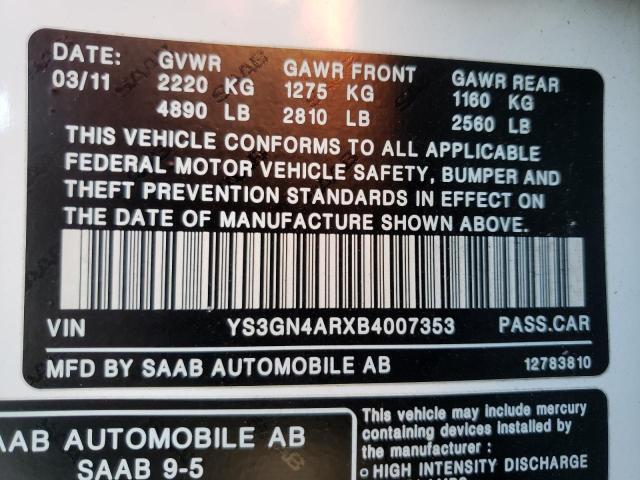 DATE: GVWR GAWR FRONT GAWR REAR
03/11 2220 KG 1275 KG 1160 KG
4890 LB 2810 LB 2560 LB
THIS VEHICLE CONFORMS TO ALL APPLICABLE
FEDERAL MOTOR VEHICLE SAFETY, BUMPER AND
THEFT PREVENTION STANDARDS IN EFFECT ON
THE DATE OF MANUFACTURE SHOWN ABOVE.
VIN YS3GN4ARXB4007353 PASS.CAR
MFD BY SAAB AUTOMOBILE AB 12783810
AAB AUTOMOBILE AB
SAAB 9-5
This vehicle may include mercury
containing devices installed by
the manufacturer :
o HIGH INTENSITY DISCHARGE